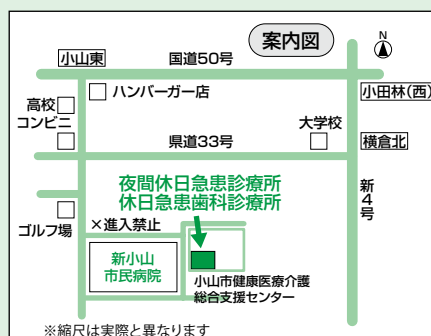 案内図
N
小山東
国道50号
ハンバーガー店
小田林(西)
高校
コンビニ
大学校
県道33号
横倉北
新4号
夜間休日急患診療所
休日急患歯科診療所
ゴルフ場
×進入禁止
新小山
市民病院
小山市健康医療介護
総合支援センター
※縮尺は実際と異なります